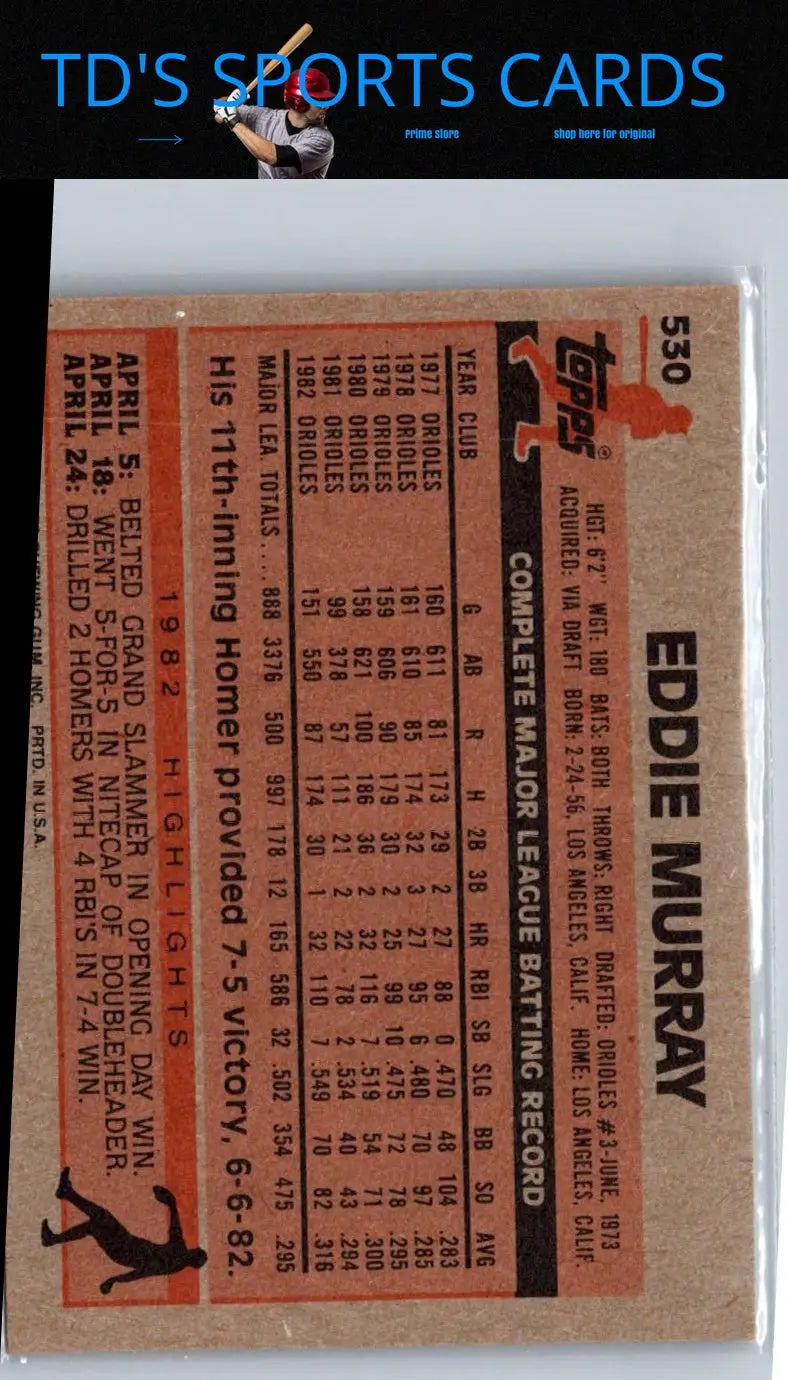 TD'S SPORTS CARDS
Prime store
shop here for original
530
EDDIE MURRAY
Topps®
HGT: 6'2" WGT: 180 BATS: BOTH THROWS: RIGHT DRAFTED: ORIOLES #3-JUNE, 1973
ACQUIRED: VIA DRAFT BORN: 2-24-56, LOS ANGELES, CALIF. HOME: LOS ANGELES, CALIF.
COMPLETE MAJOR LEAGUE BATTING RECORD
YEAR CLUB G AB R H 2B 3B HR RBI SB SLG BB SO AVG
1977 ORIOLES 160 611 81 173 29 2 27 88 0 .470 48 104 .283
1978 ORIOLES 161 610 85 174 32 3 27 95 6 .480 70 97 .285
1979 ORIOLES 159 606 90 179 30 2 25 99 10 .475 72 78 .295
1980 ORIOLES 158 621 100 186 36 2 32 116 7 .519 54 71 .300
1981 ORIOLES 99 378 57 111 21 2 22 78 2 .534 40 43 .294
1982 ORIOLES 151 550 87 174 30 1 32 110 7 .549 70 82 .316
MAJOR LEA. TOTALS.... 888 3376 500 997 178 12 165 586 32 .502 354 475 .295
His 11th-inning Homer provided 7-5 victory, 6-6-82.
1982 HIGHLIGHTS
APRIL 5: BELTED GRAND SLAMMER IN OPENING DAY WIN.
APRIL 18: WENT 5-FOR-5 IN NITECAP OF DOUBLEHEADER.
APRIL 24: DRILLED 2 HOMERS WITH 4 RBI'S IN 7-4 WIN.
GUM, INC. PRTD. IN U.S.A.